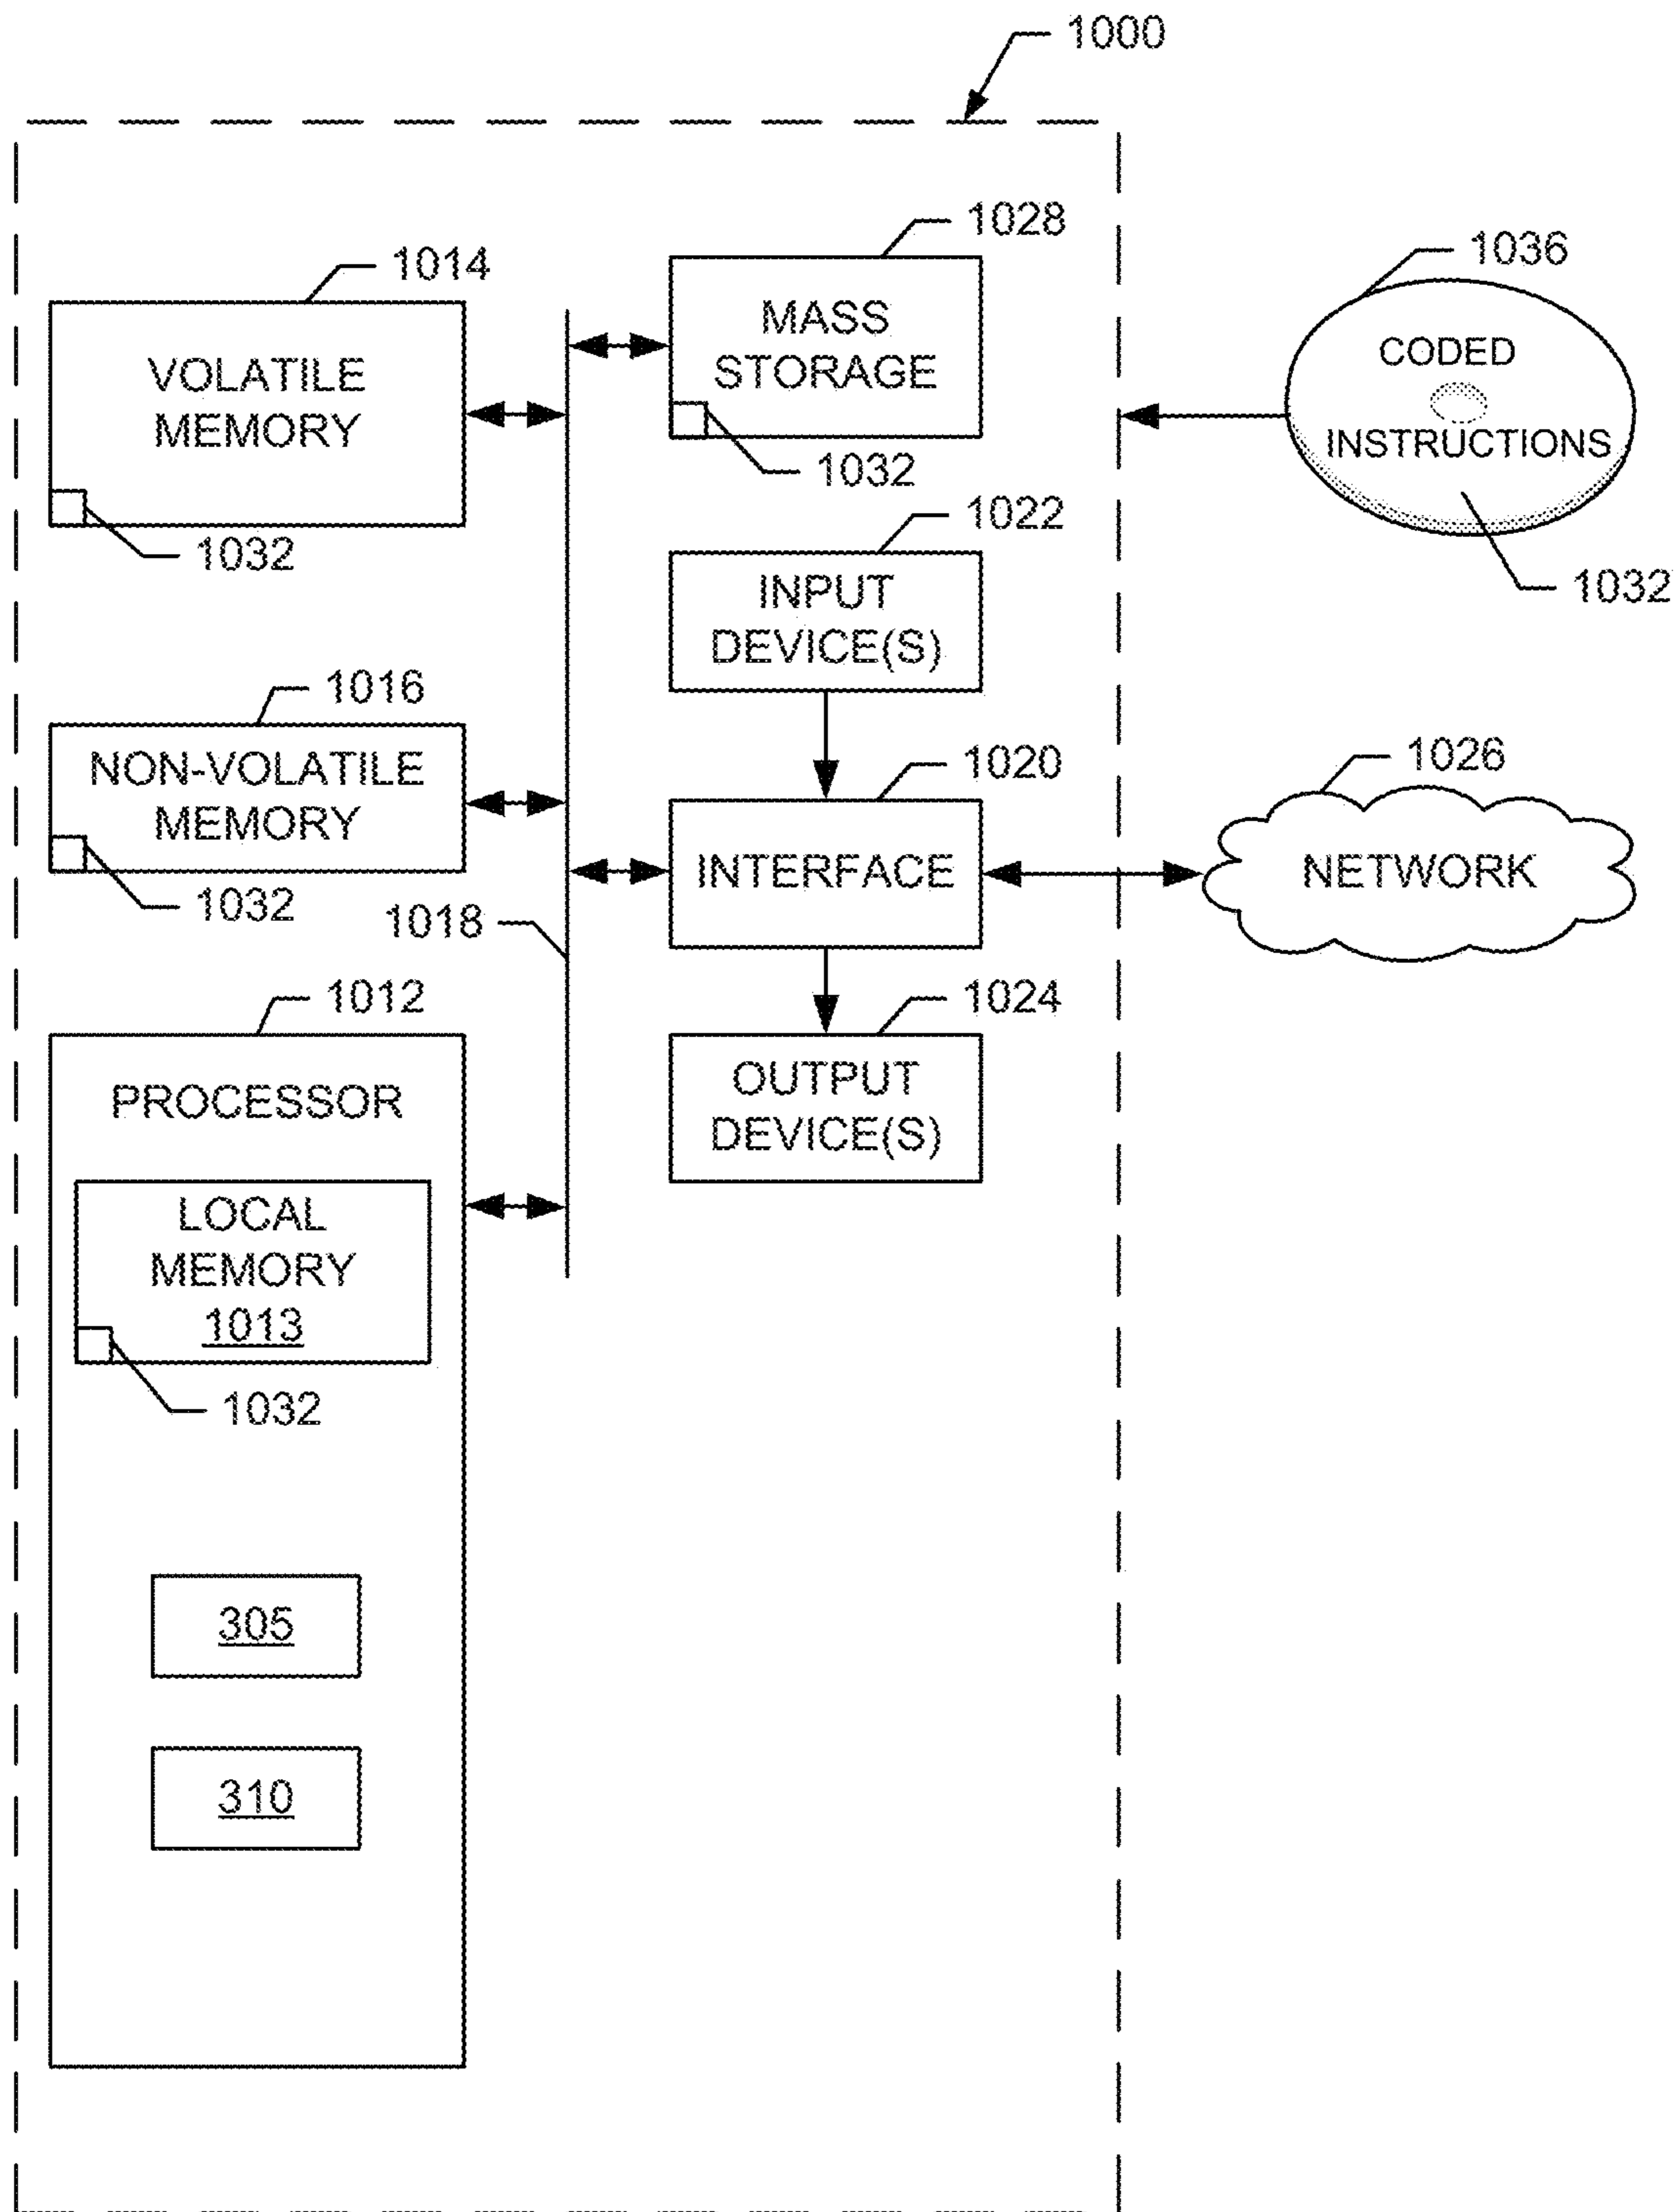 1000
1028
1014
MASS
STORAGE
1032
VOLATILE
MEMORY
1032
1036
CODED
INSTRUCTIONS
1032
1022
INPUT
DEVICE(S)
1016
NON-VOLATILE
MEMORY
1032
1018
1020
INTERFACE
1026
NETWORK
1012
PROCESSOR
1024
OUTPUT
DEVICE(S)
LOCAL
MEMORY
1013
1032
305
310